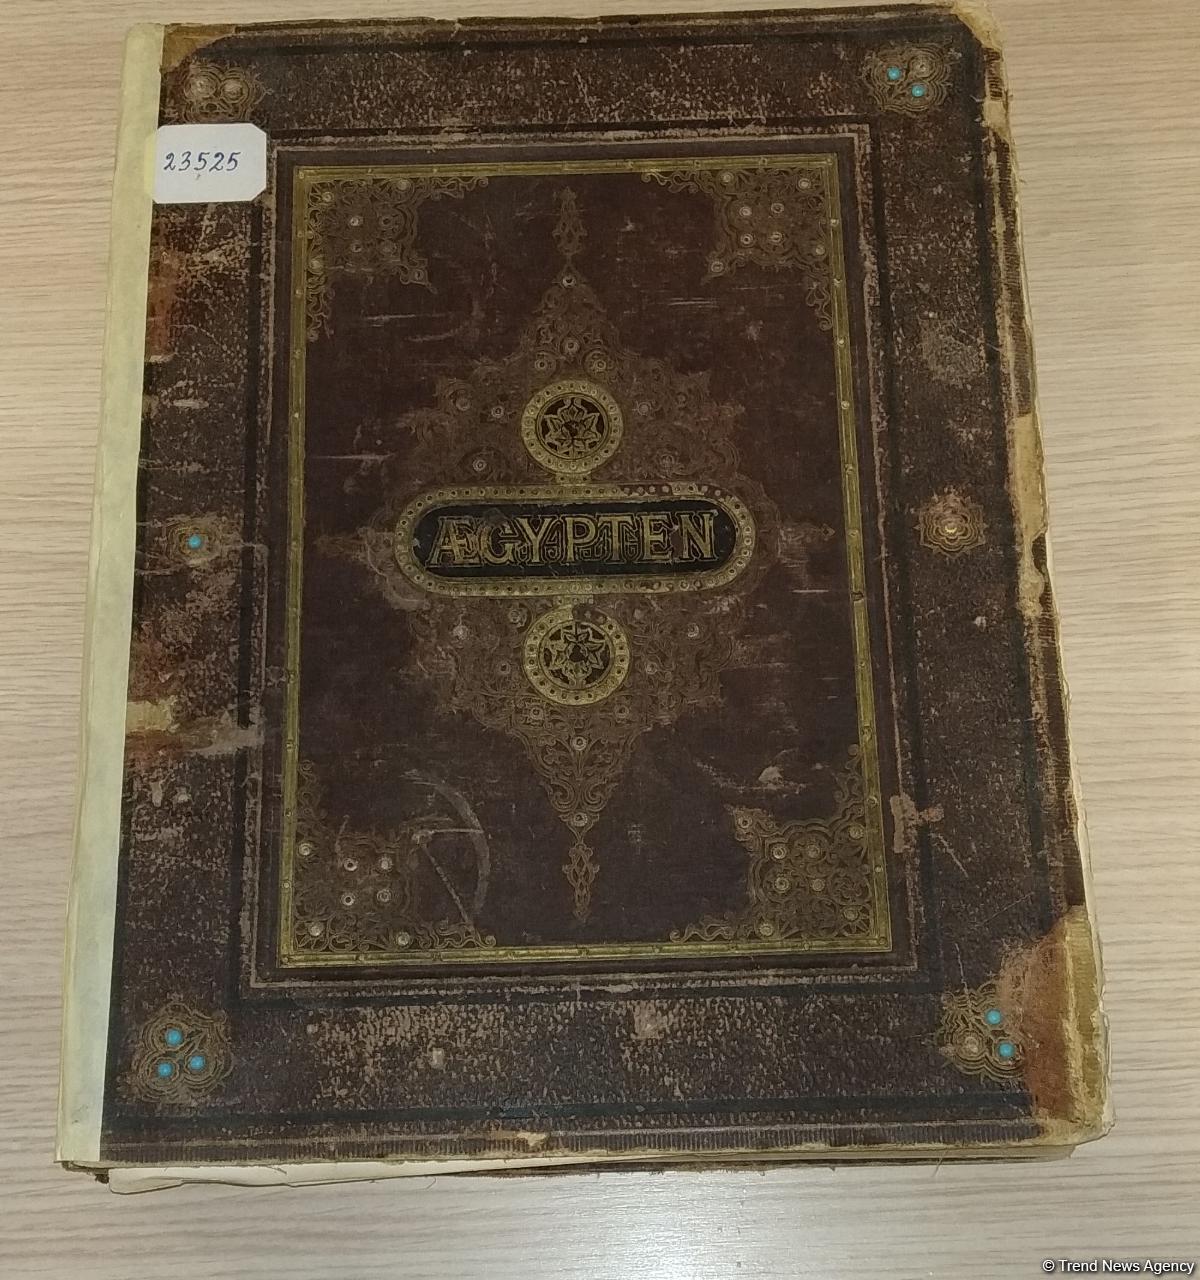 23525
ÆGYPTEN
© Trend News Agency